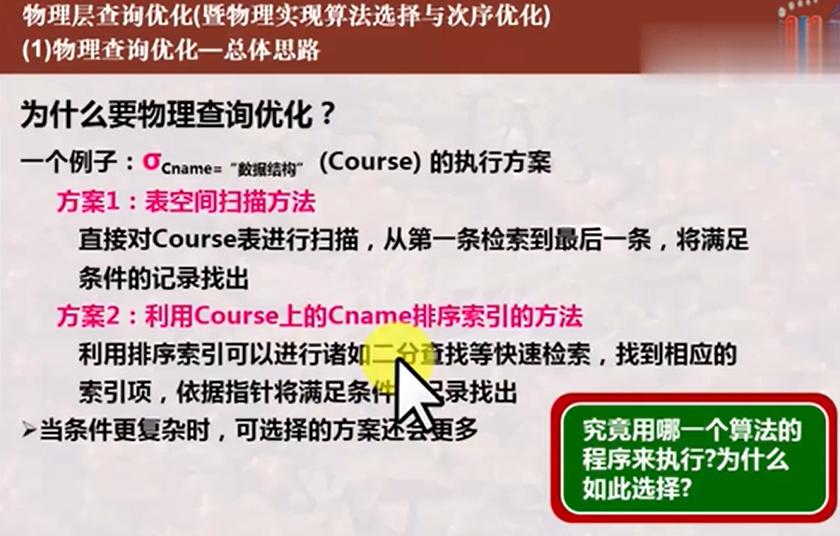 物理层查询优化(暨物理实现算法选择与次序优化)
(1)物理查询优化—总体思路
为什么要物理查询优化？
一个例子：σCname= “数据结构” (Course) 的执行方案
方案1：表空间扫描方法
直接对Course表进行扫描，从第一条检索到最后一条，将满足
条件的记录找出
方案2：利用Course上的Cname排序索引的方法
利用排序索引可以进行诸如二分查找等快速检索，找到相应的
索引项，依据指针将满足条件 记录找出
➢当条件更复杂时，可选择的方案还会更多
究竟用哪一个算法的
程序来执行?为什么
如此选择?